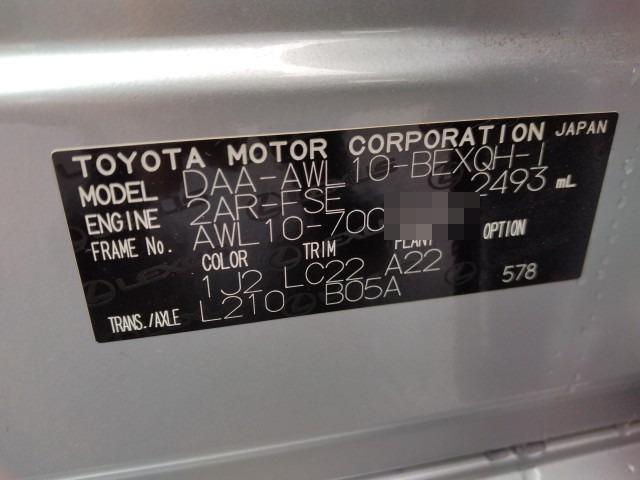 TOYOTA MOTOR CORPORATION JAPAN
MODEL DAA-AWL10-BEXQH-I
ENGINE 2AR-FSE 2493 mL
FRAME No. AWL10-700
COLOR TRIM PLANT OPTION
1J2 LC22 A22 578
TRANS./AXLE L210 B05A